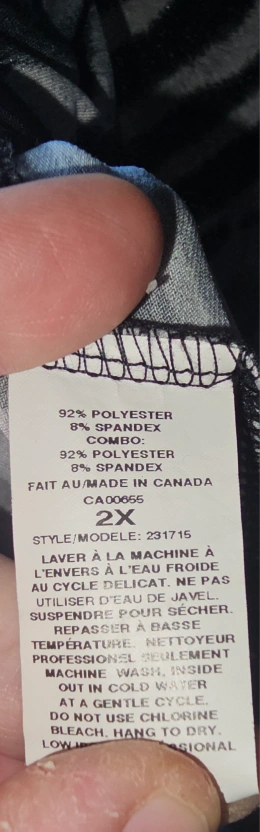 92% POLYESTER
8% SPANDEX
COMBO:
92% POLYESTER
8% SPANDEX
FAIT AU/MADE IN CANADA
CA00655
2X
STYLE/MODELE: 231715
LAVER À LA MACHINE À
L'ENVERS À L'EAU FROIDE
AU CYCLE DELICAT. NE PAS
UTILISER D'EAU DE JAVEL.
SUSPENDRE POUR SÉCHER.
REPASSER À BASSE
TEMPÉRATURE. NETTOYEUR
PROFESSIONEL SEULEMENT
MACHINE WASH, INSIDE
OUT IN COLD WATER
AT A GENTLE CYCLE.
DO NOT USE CHLORINE
BLEACH. HANG TO DRY.
LOW